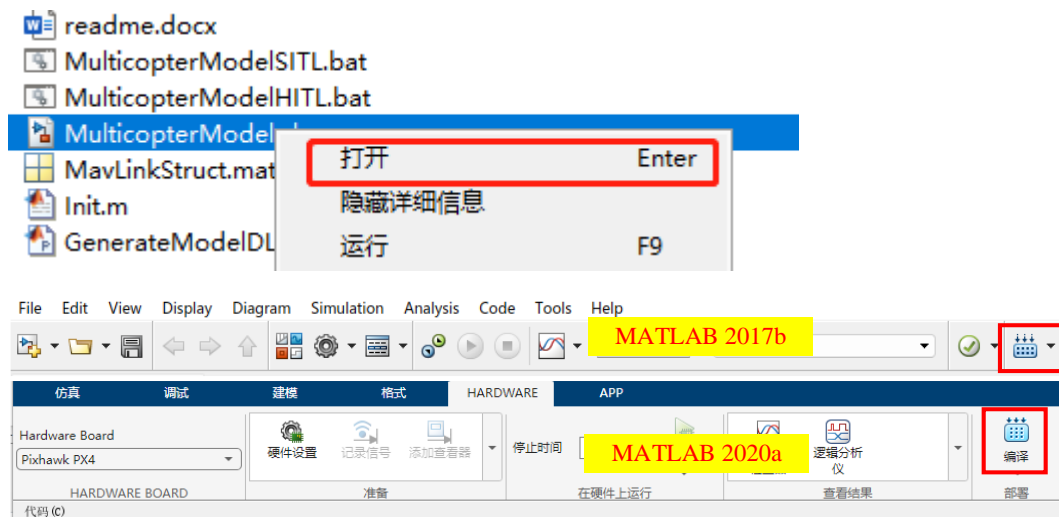 readme.docx
MulticopterModelSITL.bat
MulticopterModelHITL.bat
MulticopterModel
打开 Enter
MavLinkStruct.mat
隐藏详细信息
Init.m
运行 F9
GenerateModelDL
File Edit View Display Diagram Simulation Analysis Code Tools Help
MATLAB 2017b
仿真 调试 建模 格式 HARDWARE APP
Hardware Board
Pixhawk PX4
硬件设置 记录信号 添加查看器 停止时间
MATLAB 2020a
逻辑分析仪
编译
HARDWARE BOARD 准备 在硬件上运行 查看结果 部署
代码 (C)